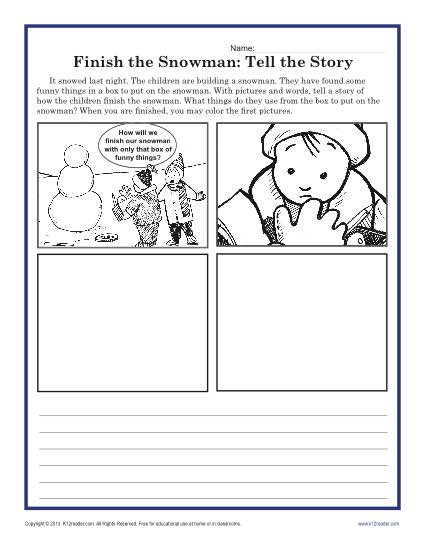 Name:
Finish the Snowman: Tell the Story
It snowed last night. The children are building a snowman. They have found some
funny things in a box to put on the snowman. With pictures and words, tell a story of
how the children finish the snowman. What things do they use from the box to put on the
snowman? When you are finished, you may color the first pictures.
How will we
finish our snowman
with only that box of
funny things?
Copyright © 2013 K12reader.com. All Rights Reserved. Free for educational use at home or in classrooms.
www.k12reader.com